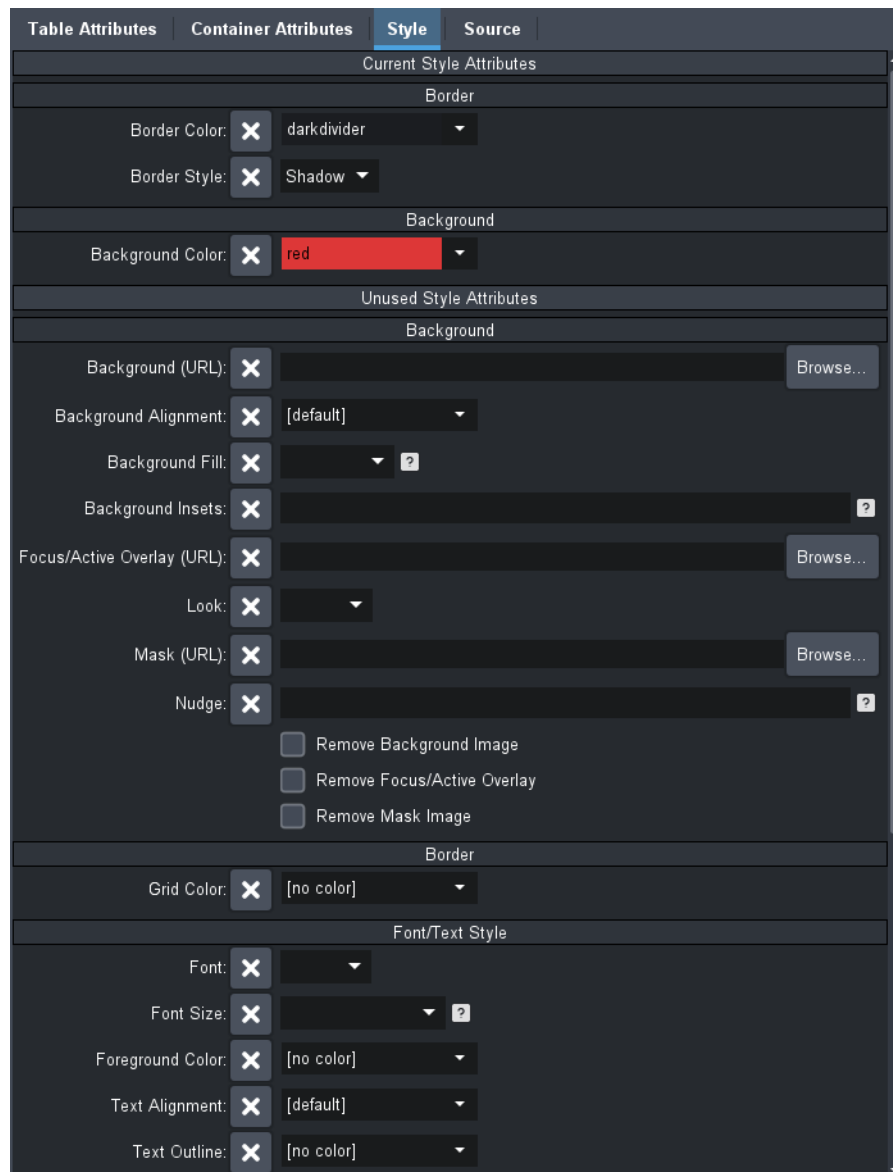 Table Attributes Container Attributes Style Source
Current Style Attributes
Border
Border Color: darkdivider
Border Style: Shadow
Background
Background Color: red
Unused Style Attributes
Background
Background (URL): Browse...
Background Alignment: [default]
Background Fill: ?
Background Insets: ?
Focus/Active Overlay (URL): Browse...
Look:
Mask (URL): Browse...
Nudge: ?
Remove Background Image
Remove Focus/Active Overlay
Remove Mask Image
Border
Grid Color: [no color]
Font/Text Style
Font:
Font Size: ?
Foreground Color: [no color]
Text Alignment: [default]
Text Outline: [no color]